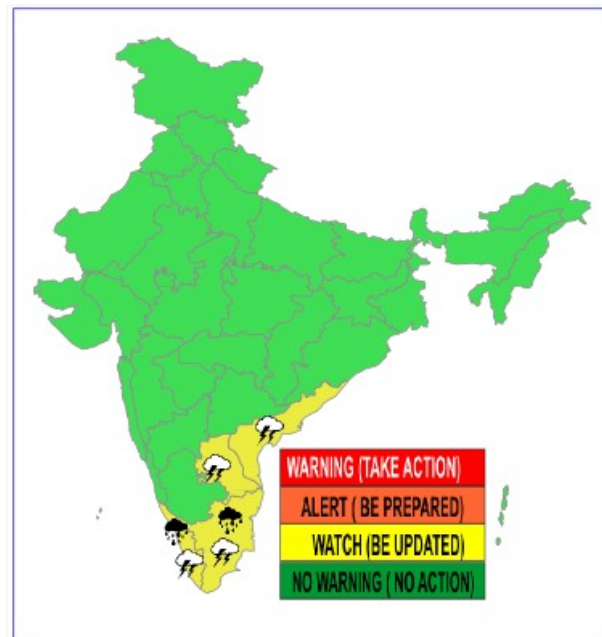 WARNING (TAKE ACTION)
ALERT ( BE PREPARED)
WATCH (BE UPDATED)
NO WARNING ( NO ACTION)